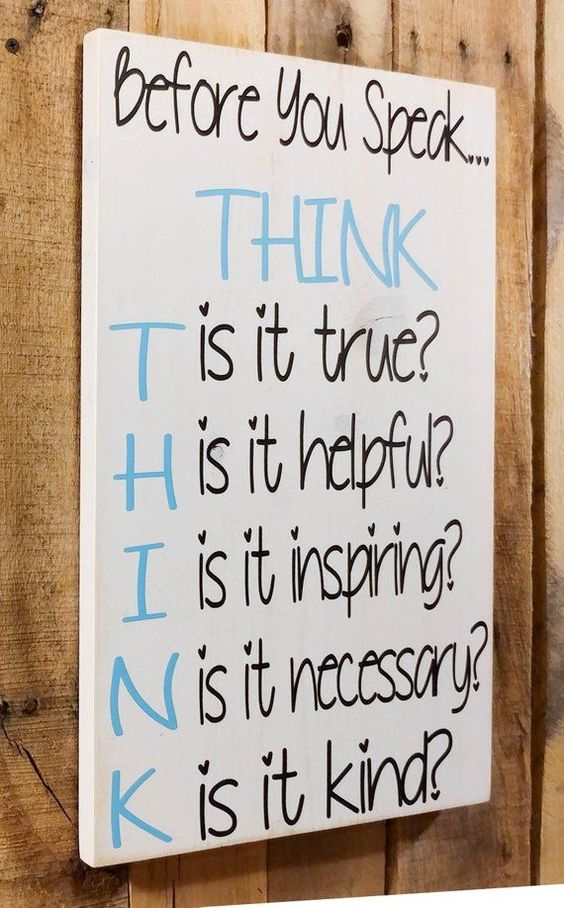 Before You Speak...
THINK
T is it true?
H is it helpful?
I is it inspiring?
N is it necessary?
K is it kind?